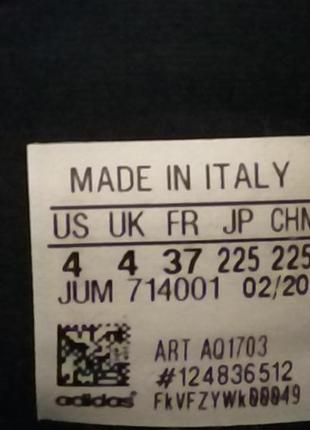 MADE IN ITALY
US UK FR JP CHN
4 4 37 225 225
JUM 714001 02/20
ART AQ1703
#124836512
adidas FkVFZYWk00049